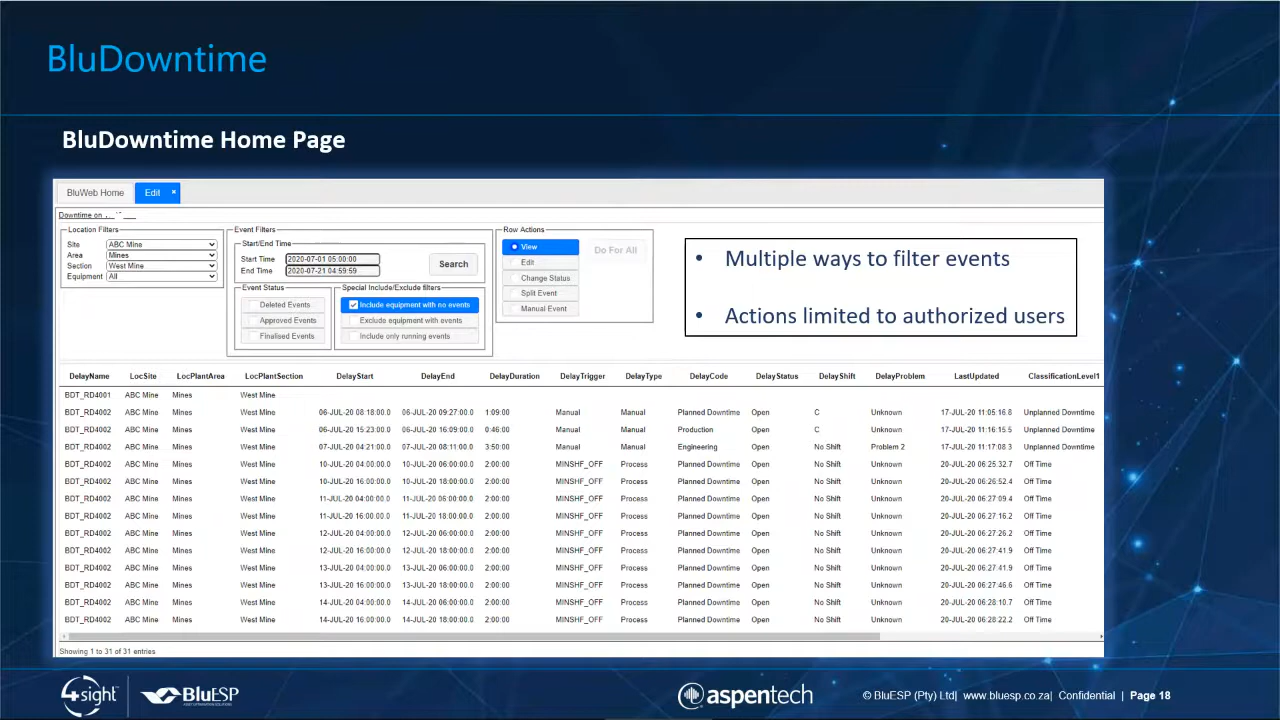 BluDowntime
BluDowntime Home Page
BluWeb Home
Edit ×
Downtime on
Location Filters
Site ABC Mine
Area Mines
Section West Mine
Equipment All
Event Filters
Start/End Time
Start Time 2020-07-01 05:00:00
End Time 2020-07-21 04:59:59
Search
Event Status
Deleted Events
Approved Events
Finalised Events
Special Include/Exclude filters
Include equipment with no events
Exclude equipment with events
Include only running events
Row Actions
View
Edit
Change Status
Split Event
Manual Event
Do For All
• Multiple ways to filter events
• Actions limited to authorized users
DelayName LocSite LocPlantArea LocPlantSection DelayStart DelayEnd DelayDuration DelayTrigger DelayType DelayCode DelayStatus DelayShift DelayProblem LastUpdated ClassificationLevel1
BDT_RD4001 ABC Mine Mines West Mine
BDT_RD4002 ABC Mine Mines West Mine 06-JUL-20 08:18:00.0 06-JUL-20 09:27:00.0 1:09:00 Manual Manual Planned Downtime Open C Unknown 17-JUL-20 11:05:16.8 Unplanned Downtime
BDT_RD4002 ABC Mine Mines West Mine 06-JUL-20 15:23:00.0 06-JUL-20 16:09:00.0 0:46:00 Manual Manual Production Open C Unknown 17-JUL-20 11:16:15.5 Unplanned Downtime
BDT_RD4002 ABC Mine Mines West Mine 07-JUL-20 04:21:00.0 07-JUL-20 08:11:00.0 3:50:00 Manual Manual Engineering Open No Shift Problem 2 17-JUL-20 11:17:08.3 Unplanned Downtime
BDT_RD4002 ABC Mine Mines West Mine 10-JUL-20 04:00:00.0 10-JUL-20 06:00:00.0 2:00:00 MINSHF_OFF Process Planned Downtime Open No Shift Unknown 20-JUL-20 06:25:32.7 Off Time
BDT_RD4002 ABC Mine Mines West Mine 10-JUL-20 16:00:00.0 10-JUL-20 18:00:00.0 2:00:00 MINSHF_OFF Process Planned Downtime Open No Shift Unknown 20-JUL-20 06:26:52.4 Off Time
BDT_RD4002 ABC Mine Mines West Mine 11-JUL-20 04:00:00.0 11-JUL-20 06:00:00.0 2:00:00 MINSHF_OFF Process Planned Downtime Open No Shift Unknown 20-JUL-20 06:27:09.4 Off Time
BDT_RD4002 ABC Mine Mines West Mine 11-JUL-20 16:00:00.0 11-JUL-20 18:00:00.0 2:00:00 MINSHF_OFF Process Planned Downtime Open No Shift Unknown 20-JUL-20 06:27:16.2 Off Time
BDT_RD4002 ABC Mine Mines West Mine 12-JUL-20 04:00:00.0 12-JUL-20 06:00:00.0 2:00:00 MINSHF_OFF Process Planned Downtime Open No Shift Unknown 20-JUL-20 06:27:26.2 Off Time
BDT_RD4002 ABC Mine Mines West Mine 12-JUL-20 16:00:00.0 12-JUL-20 18:00:00.0 2:00:00 MINSHF_OFF Process Planned Downtime Open No Shift Unknown 20-JUL-20 06:27:41.9 Off Time
BDT_RD4002 ABC Mine Mines West Mine 13-JUL-20 04:00:00.0 13-JUL-20 06:00:00.0 2:00:00 MINSHF_OFF Process Planned Downtime Open No Shift Unknown 20-JUL-20 06:27:41.9 Off Time
BDT_RD4002 ABC Mine Mines West Mine 13-JUL-20 16:00:00.0 13-JUL-20 18:00:00.0 2:00:00 MINSHF_OFF Process Planned Downtime Open No Shift Unknown 20-JUL-20 06:27:46.6 Off Time
BDT_RD4002 ABC Mine Mines West Mine 14-JUL-20 04:00:00.0 14-JUL-20 06:00:00.0 2:00:00 MINSHF_OFF Process Planned Downtime Open No Shift Unknown 20-JUL-20 06:28:10.7 Off Time
BDT_RD4002 ABC Mine Mines West Mine 14-JUL-20 16:00:00.0 14-JUL-20 18:00:00.0 2:00:00 MINSHF_OFF Process Planned Downtime Open No Shift Unknown 20-JUL-20 06:28:22.2 Off Time
Showing 1 to 31 of 31 entries
4sight
BluESP
aspentech
© BluESP (Pty) Ltd| www.bluesp.co.za| Confidential | Page 18